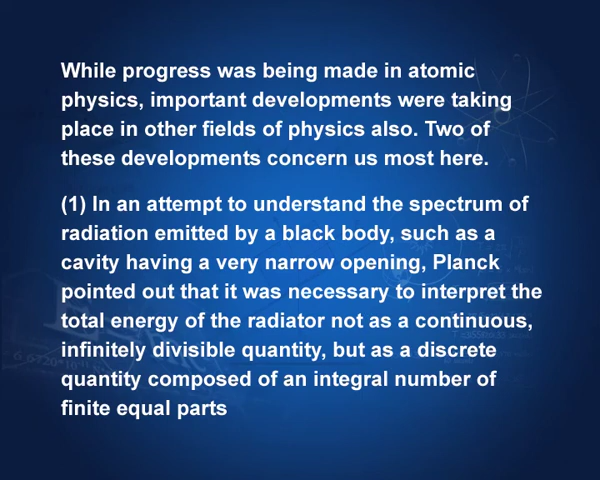 While progress was being made in atomic
physics, important developments were taking
place in other fields of physics also. Two of
these developments concern us most here.
(1) In an attempt to understand the spectrum of
radiation emitted by a black body, such as a
cavity having a very narrow opening, Planck
pointed out that it was necessary to interpret the
total energy of the radiator not as a continuous,
infinitely divisible quantity, but as a discrete
quantity composed of an integral number of
finite equal parts